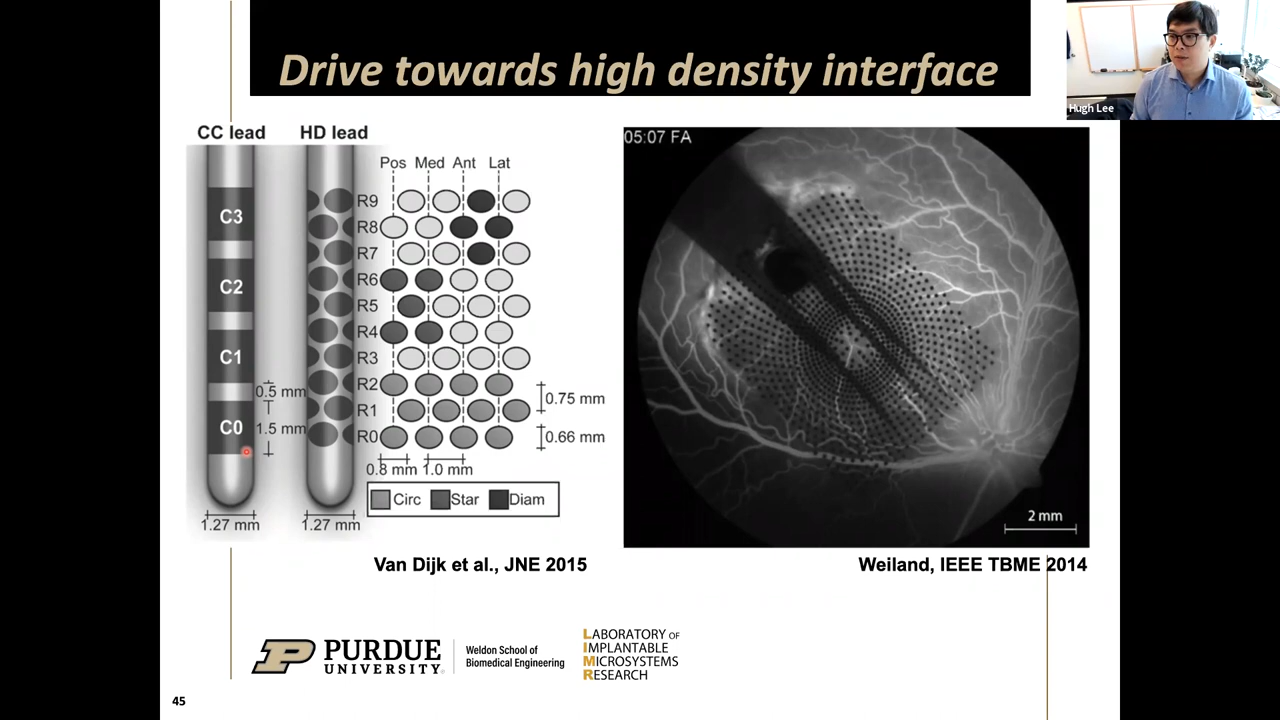 Drive towards high density interface
Hugh Lee
CC lead
HD lead
Pos Med Ant Lat
C3
C2
C1
C0
0.5 mm
1.5 mm
1.27 mm
1.27 mm
R9
R8
R7
R6
R5
R4
R3
R2
R1
R0
0.75 mm
0.66 mm
0.8 mm 1.0 mm
Circ Star Diam
05:07 FA
2 mm
Van Dijk et al., JNE 2015
Weiland, IEEE TBME 2014
P PURDUE
UNIVERSITY
Weldon School of
Biomedical Engineering
LABORATORY OF
IMPLANTABLE
MICROSYSTEMS
RESEARCH
45